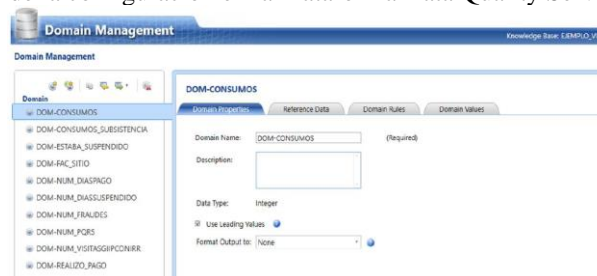 Domain Management
Knowledge Base: EJEMPLO_V
Domain Management
Domain
DOM-CONSUMOS
DOM-CONSUMOS_SUBSISTENCIA
DOM-ESTABA_SUSPENDIDO
DOM-FAC_SITIO
DOM-NUM_DIASPAGO
DOM-NUM_DIASSUSPENDIDO
DOM-NUM_FRAUDES
DOM-NUM_PQRS
DOM-NUM_VISITASGIIPCONIRR
DOM-REALIZO_PAGO
DOM-CONSUMOS
Domain Properties Reference Data Domain Rules Domain Values
Domain Name: DOM-CONSUMOS (Required)
Description:
Data Type: Integer
Use Leading Values
Format Output to: None